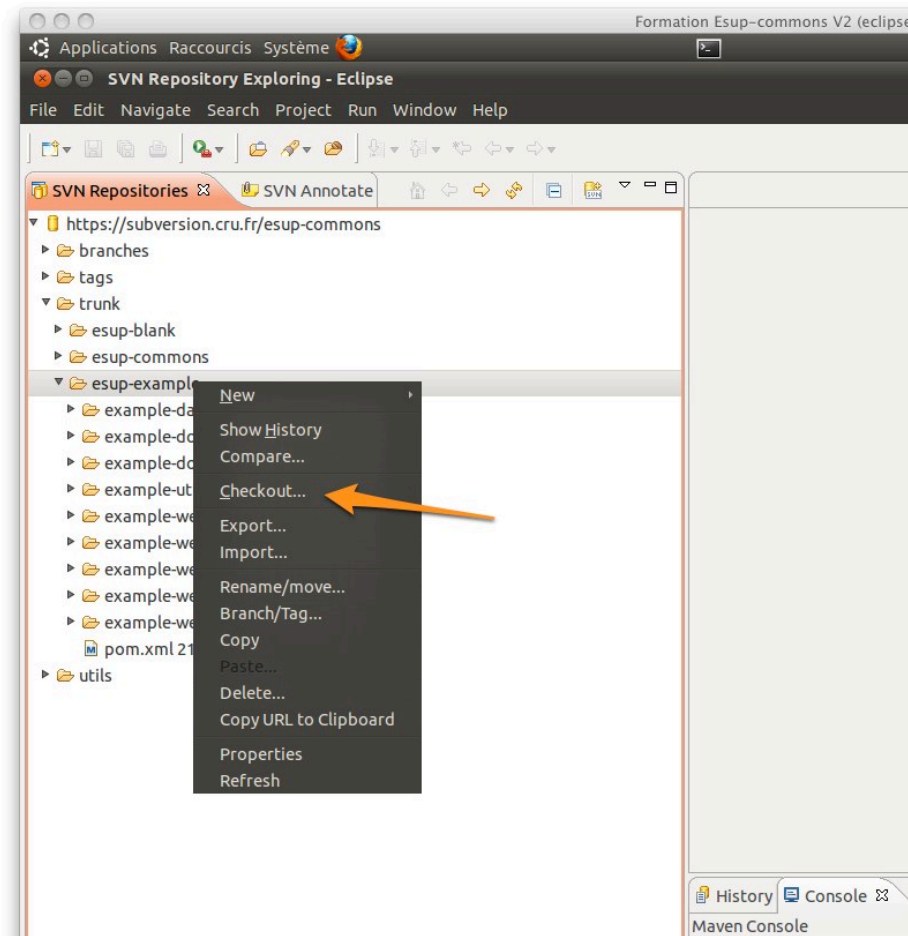 Formation Esup-commons V2 (eclipse
Applications Raccourcis Système
SVN Repository Exploring - Eclipse
File Edit Navigate Search Project Run Window Help
SVN Repositories SVN Annotate
https://subversion.cru.fr/esup-commons
branches
tags
trunk
esup-blank
esup-commons
esup-example
example-da
example-do
example-do
example-ut
example-we
example-we
example-we
example-we
example-we
pom.xml 21
utils
New
Show History
Compare...
Checkout...
Export...
Import...
Rename/move...
Branch/Tag...
Copy
Paste...
Delete...
Copy URL to Clipboard
Properties
Refresh
History Console
Maven Console